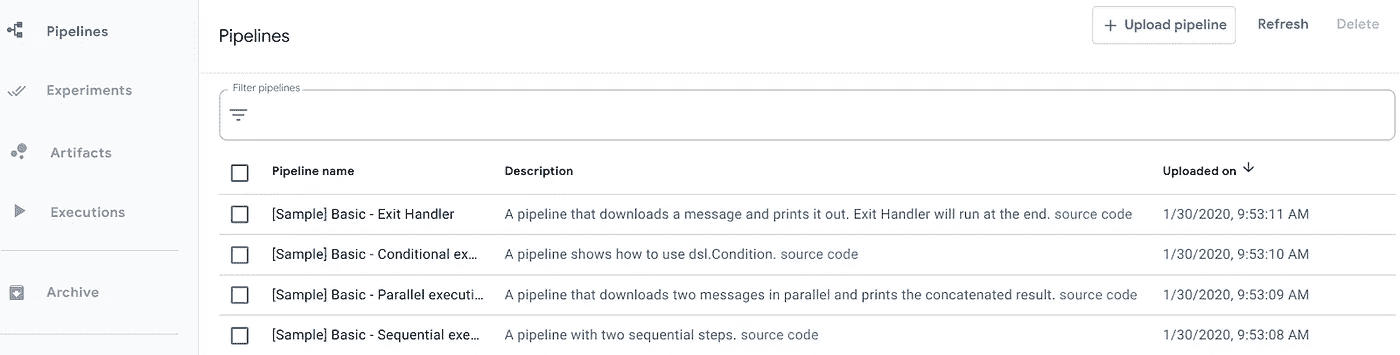 Pipelines
Experiments
Artifacts
Executions
Archive
Pipelines
+ Upload pipeline Refresh Delete
Filter pipelines
Pipeline name Description Uploaded on
[Sample] Basic - Exit Handler A pipeline that downloads a message and prints it out. Exit Handler will run at the end. source code 1/30/2020, 9:53:11 AM
[Sample] Basic - Conditional ex... A pipeline shows how to use dsl.Condition. source code 1/30/2020, 9:53:10 AM
[Sample] Basic - Parallel executi... A pipeline that downloads two messages in parallel and prints the concatenated result. source code 1/30/2020, 9:53:09 AM
[Sample] Basic - Sequential exe... A pipeline with two sequential steps. source code 1/30/2020, 9:53:08 AM